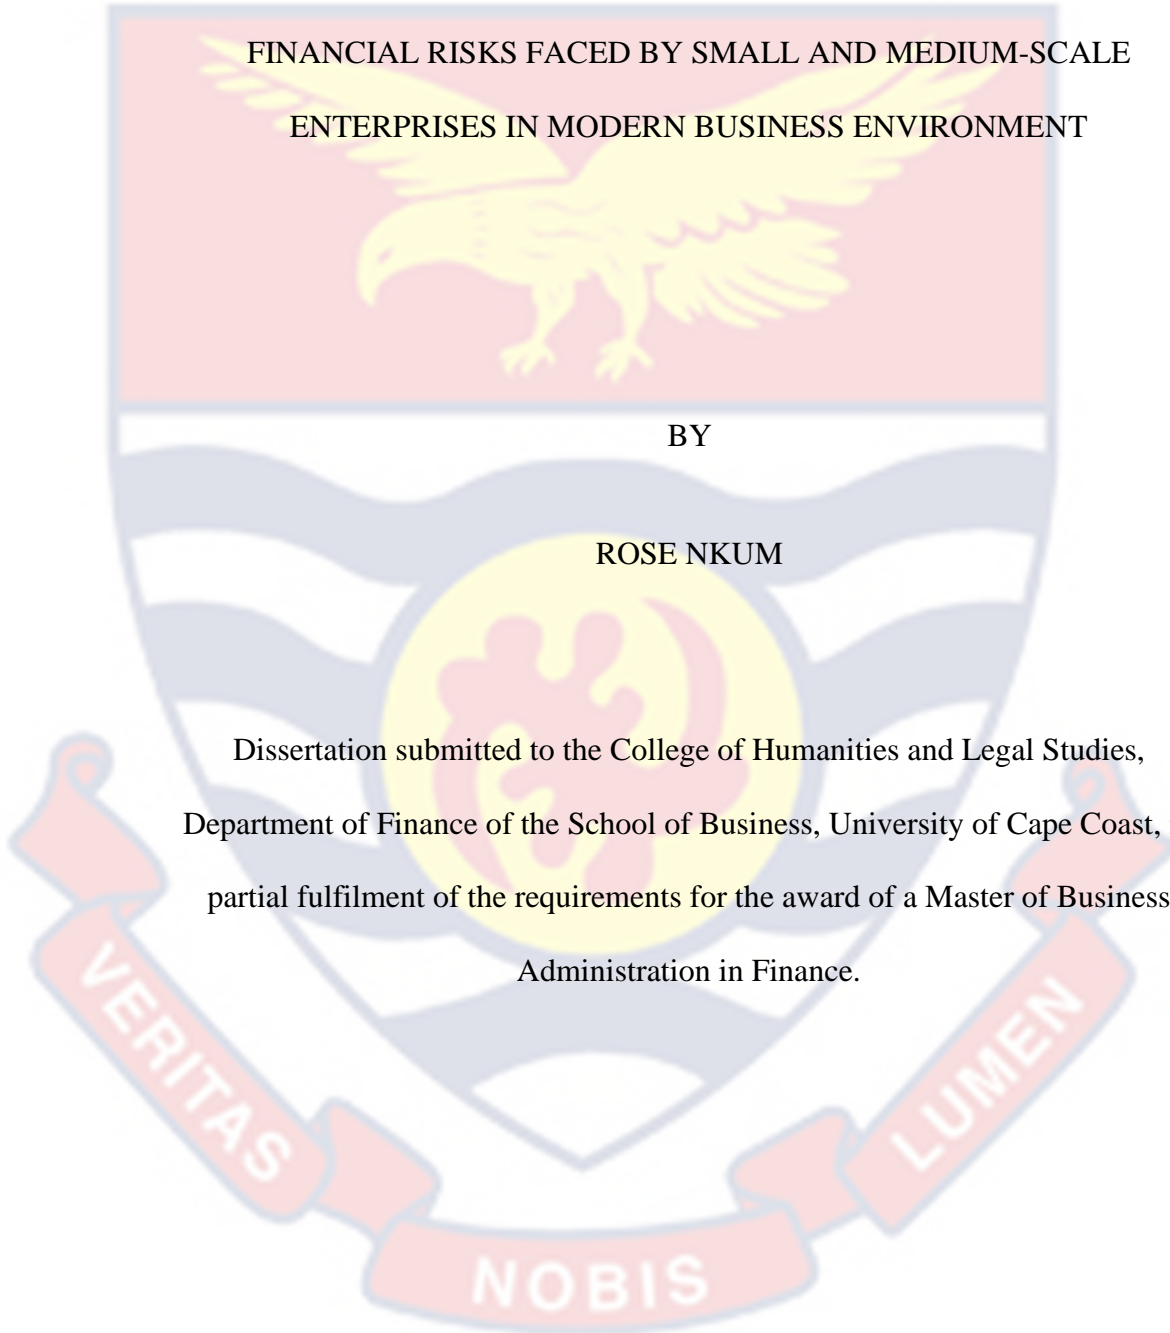 FINANCIAL RISKS FACED BY SMALL AND MEDIUM-SCALE
ENTERPRISES IN MODERN BUSINESS ENVIRONMENT
BY
ROSE NKUM
Dissertation submitted to the College of Humanities and Legal Studies,
Department of Finance of the School of Business, University of Cape Coast,
partial fulfilment of the requirements for the award of a Master of Business
Administration in Finance.
VERITAS
NOBIS
LUMEN